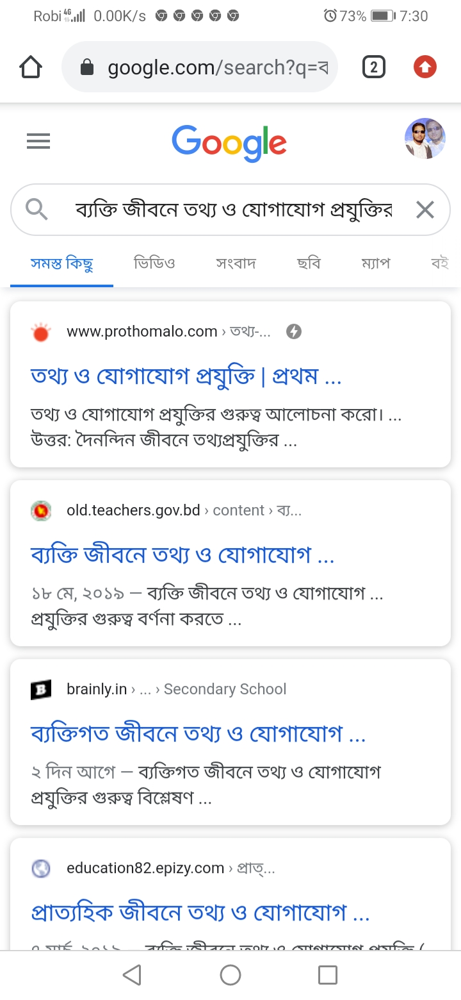 Robi 4G 0.00K/s 73% 7:30
google.com/search?q=ব
2
Google
ব্যক্তি জীবনে তথ্য ও যোগাযোগ প্রযুক্তির
সমস্ত কিছু ভিডিও সংবাদ ছবি ম্যাপ বই
www.prothomalo.com › তথ্য-...
তথ্য ও যোগাযোগ প্রযুক্তি | প্রথম ...
তথ্য ও যোগাযোগ প্রযুক্তির গুরুত্ব আলোচনা করো। ...
উত্তর: দৈনন্দিন জীবনে তথ্যপ্রযুক্তির ...
old.teachers.gov.bd › content › ব্য...
ব্যক্তি জীবনে তথ্য ও যোগাযোগ ...
১৮ মে, ২০১৯ — ব্যক্তি জীবনে তথ্য ও যোগাযোগ ...
প্রযুক্তির গুরুত্ব বর্ণনা করতে ...
B brainly.in › ... › Secondary School
ব্যক্তিগত জীবনে তথ্য ও যোগাযোগ ...
২ দিন আগে — ব্যক্তিগত জীবনে তথ্য ও যোগাযোগ
প্রযুক্তির গুরুত্ব বিশ্লেষণ ...
education82.epizy.com › প্রাত্...
প্রাত্যহিক জীবনে তথ্য ও যোগাযোগ ...
ব্যক্তি জীবনে তথ্য ও যোগাযোগ প্রযুক্তি (